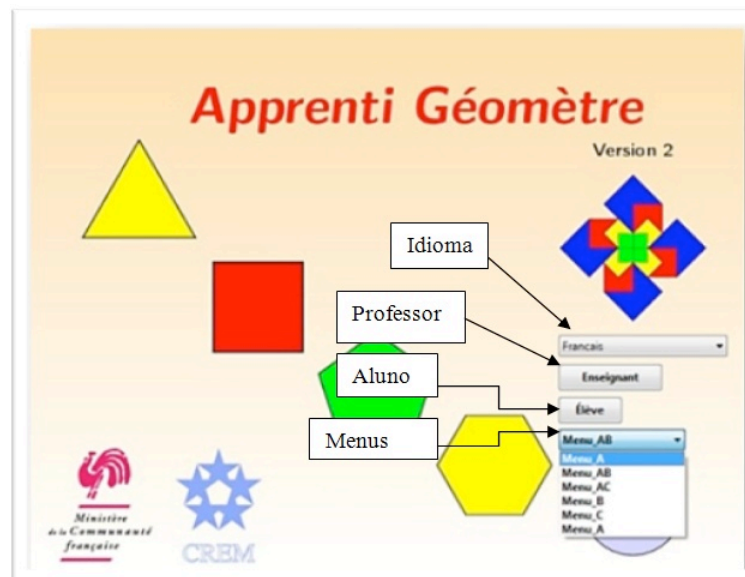 Apprenti Géomètre
Version 2
Idioma
Professor
Aluno
Menus
Francais
Enseignant
Élève
Menu_AB
Menu_A
Menu_AB
Menu_AC
Menu_B
Menu_C
Menu_A
Ministère
de la Communauté
française
CREM